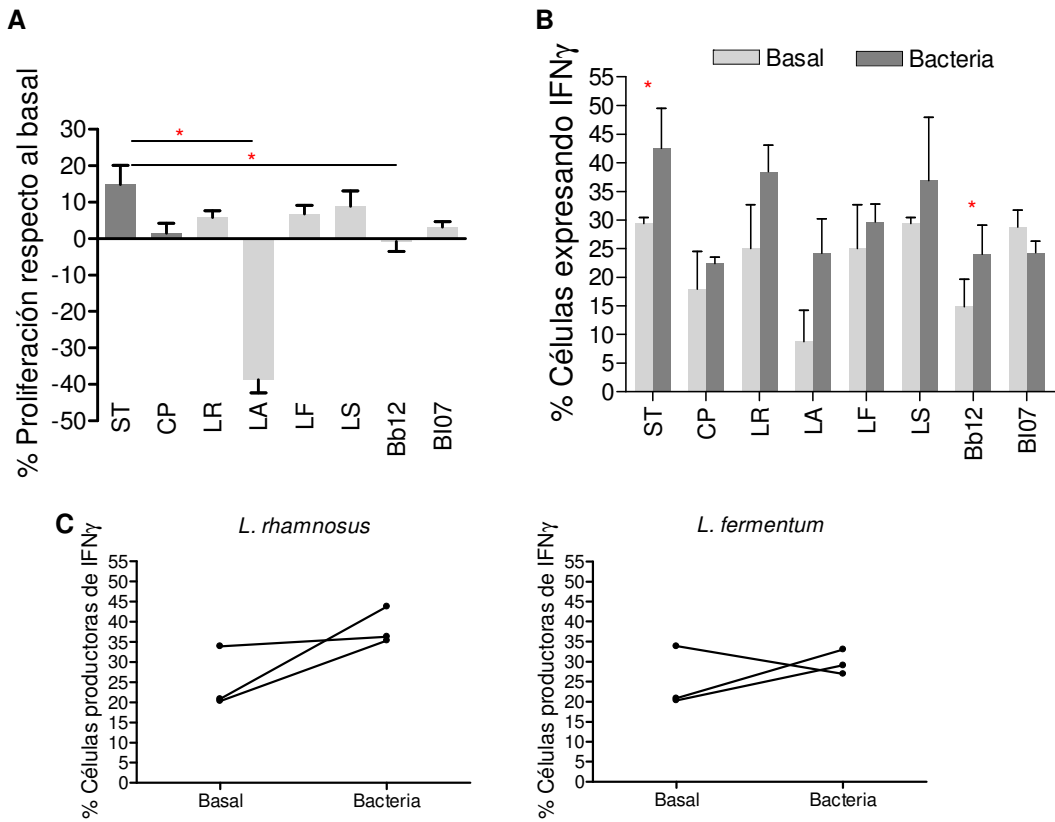 A
% Proliferación respecto al basal
30
20
10
0
-10
-20
-30
-40
-50
*
*
ST
CP
LR
LA
LF
LS
Bb12
BI07
B
Basal
Bacteria
% Células expresando IFNγ
55
50
45
40
35
30
25
20
15
10
5
0
*
*
ST
CP
LR
LA
LF
LS
Bb12
BI07
C
L. rhamnosus
% Células productoras de IFNγ
55
50
45
40
35
30
25
20
15
10
5
0
Basal
Bacteria
L. fermentum
% Células productoras de IFNγ
55
50
45
40
35
30
25
20
15
10
5
0
Basal
Bacteria